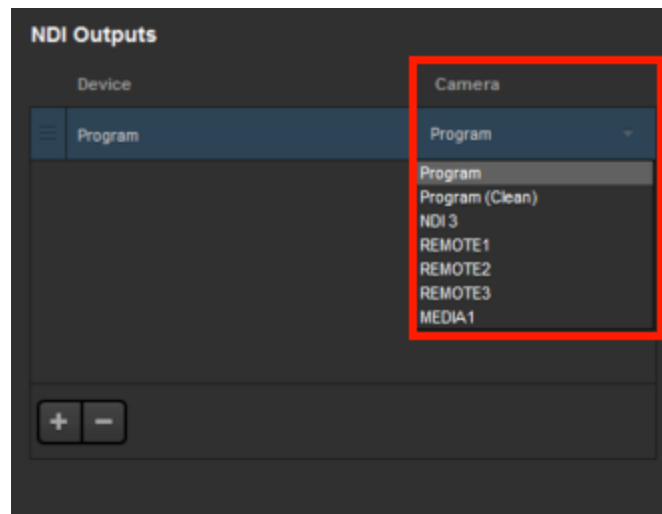 NDI Outputs
Device Camera
Program Program
Program
Program (Clean)
NDI 3
REMOTE1
REMOTE2
REMOTE3
MEDIA1
+ −